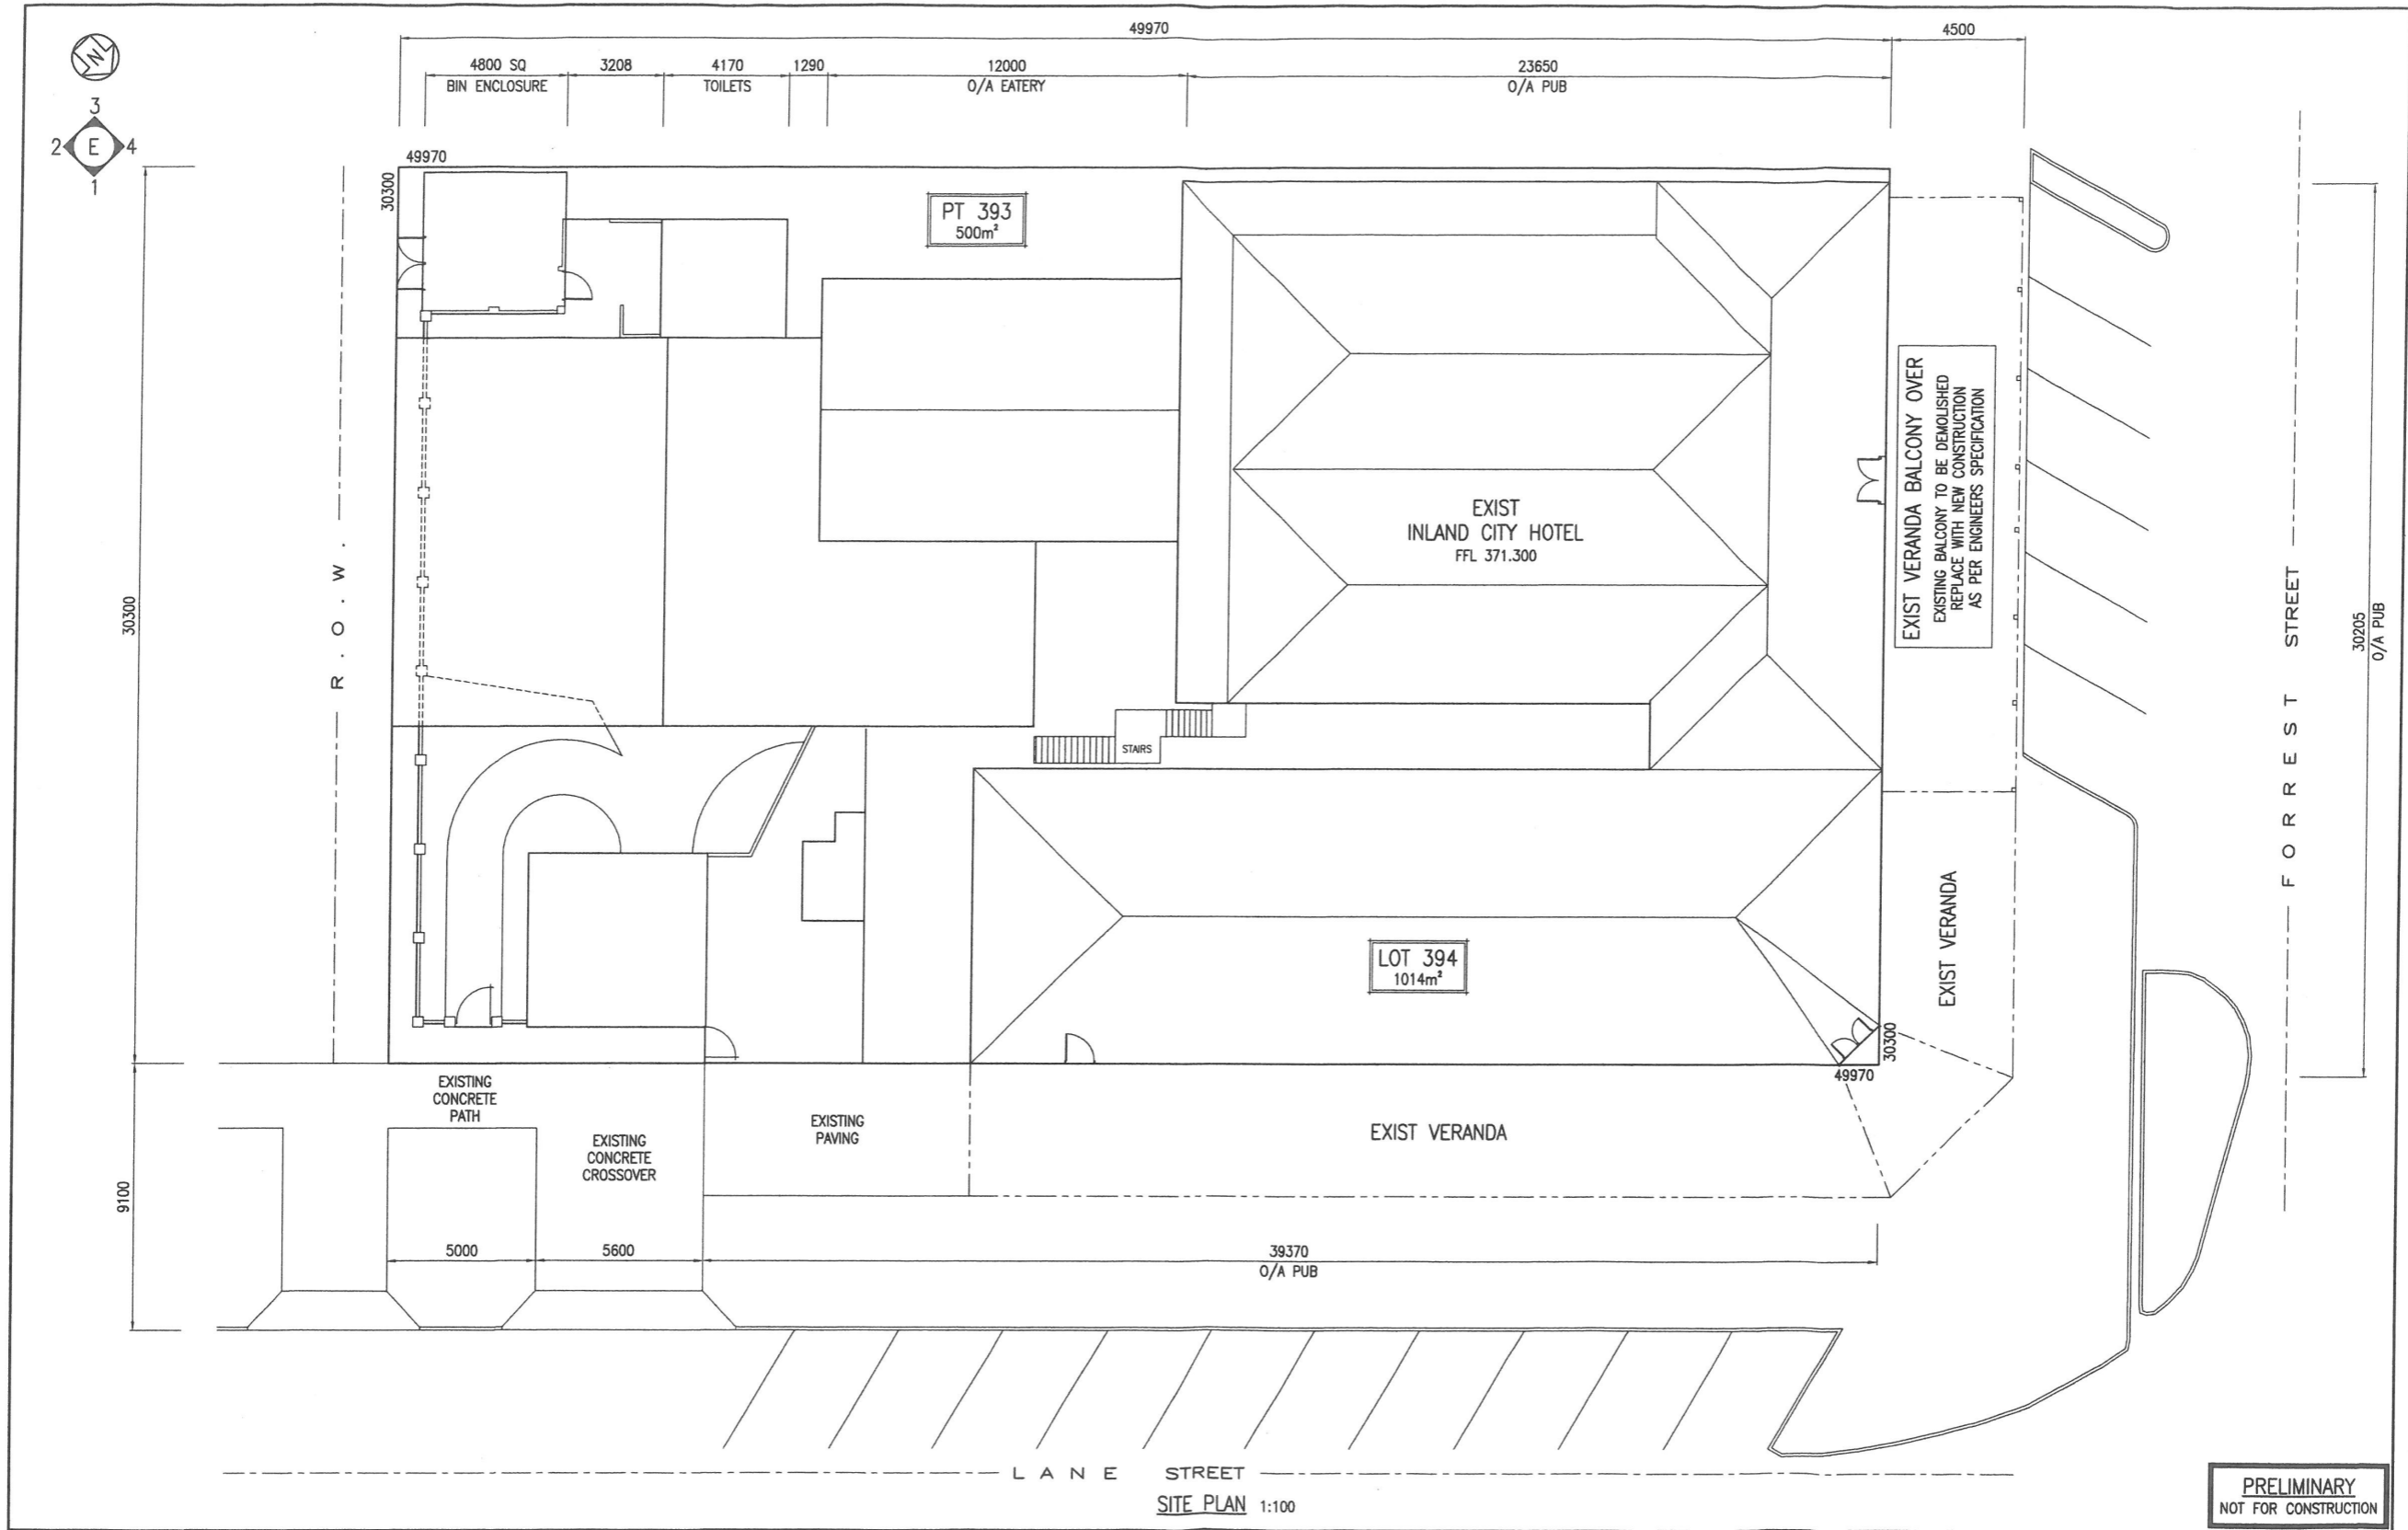 49970
4500
4800 SQ
BIN ENCLOSURE
3208
4170
TOILETS
1290
12000
O/A EATERY
23650
O/A PUB
N
3
2 E 4
1
49970
30300
PT 393
500m²
30300
R.O.W.
EXIST
INLAND CITY HOTEL
FFL 371.300
EXIST VERANDA BALCONY OVER
EXISTING BALCONY TO BE DEMOLISHED
REPLACE WITH NEW CONSTRUCTION
AS PER ENGINEERS SPECIFICATION
FORREST STREET
30205
O/A PUB
STAIRS
EXIST VERANDA
LOT 394
1014m²
30300
49970
EXISTING
CONCRETE
PATH
EXISTING
CONCRETE
CROSSOVER
EXISTING
PAVING
EXIST VERANDA
9100
5000
5600
39370
O/A PUB
LANE STREET
SITE PLAN 1:100
PRELIMINARY
NOT FOR CONSTRUCTION